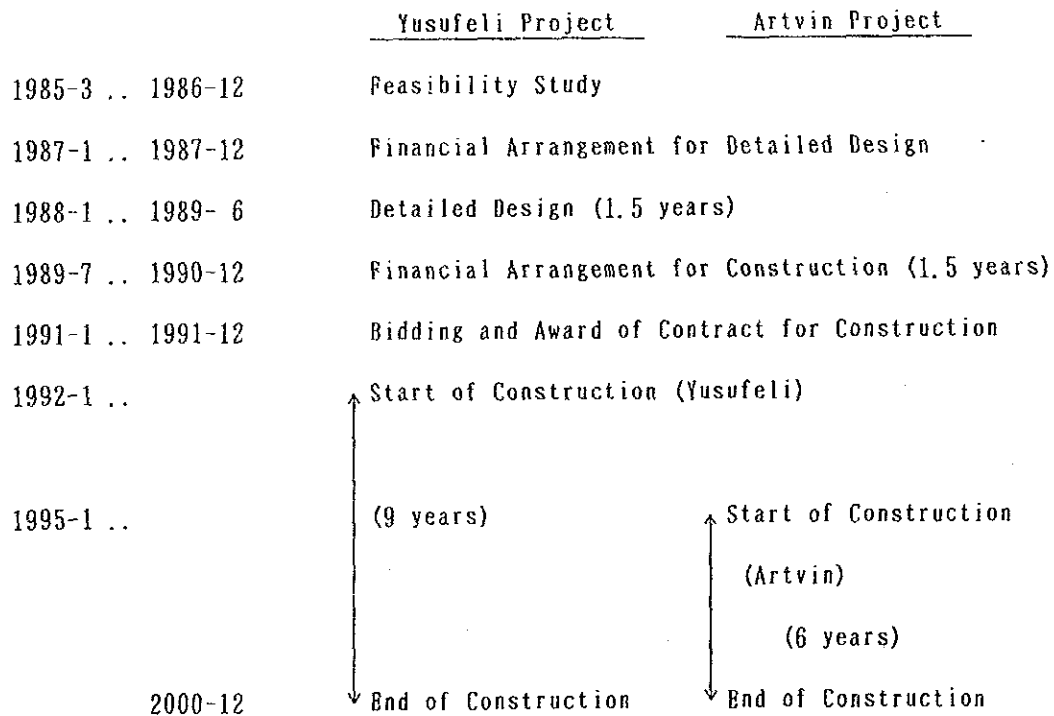 Yusufeli Project Artvin Project
1985-3 .. 1986-12 Feasibility Study
1987-1 .. 1987-12 Financial Arrangement for Detailed Design
1988-1 .. 1989- 6 Detailed Design (1.5 years)
1989-7 .. 1990-12 Financial Arrangement for Construction (1.5 years)
1991-1 .. 1991-12 Bidding and Award of Contract for Construction
1992-1 .. Start of Construction (Yusufeli)
1995-1 .. (9 years) Start of Construction
(Artvin)
(6 years)
2000-12 End of Construction End of Construction